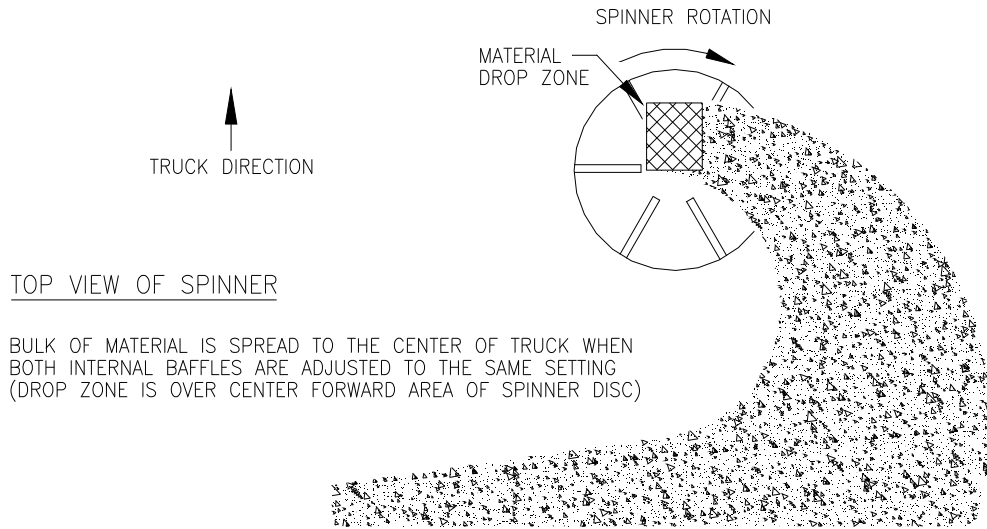 SPINNER ROTATION
MATERIAL
DROP ZONE
TRUCK DIRECTION
TOP VIEW OF SPINNER
BULK OF MATERIAL IS SPREAD TO THE CENTER OF TRUCK WHEN
BOTH INTERNAL BAFFLES ARE ADJUSTED TO THE SAME SETTING
(DROP ZONE IS OVER CENTER FORWARD AREA OF SPINNER DISC)